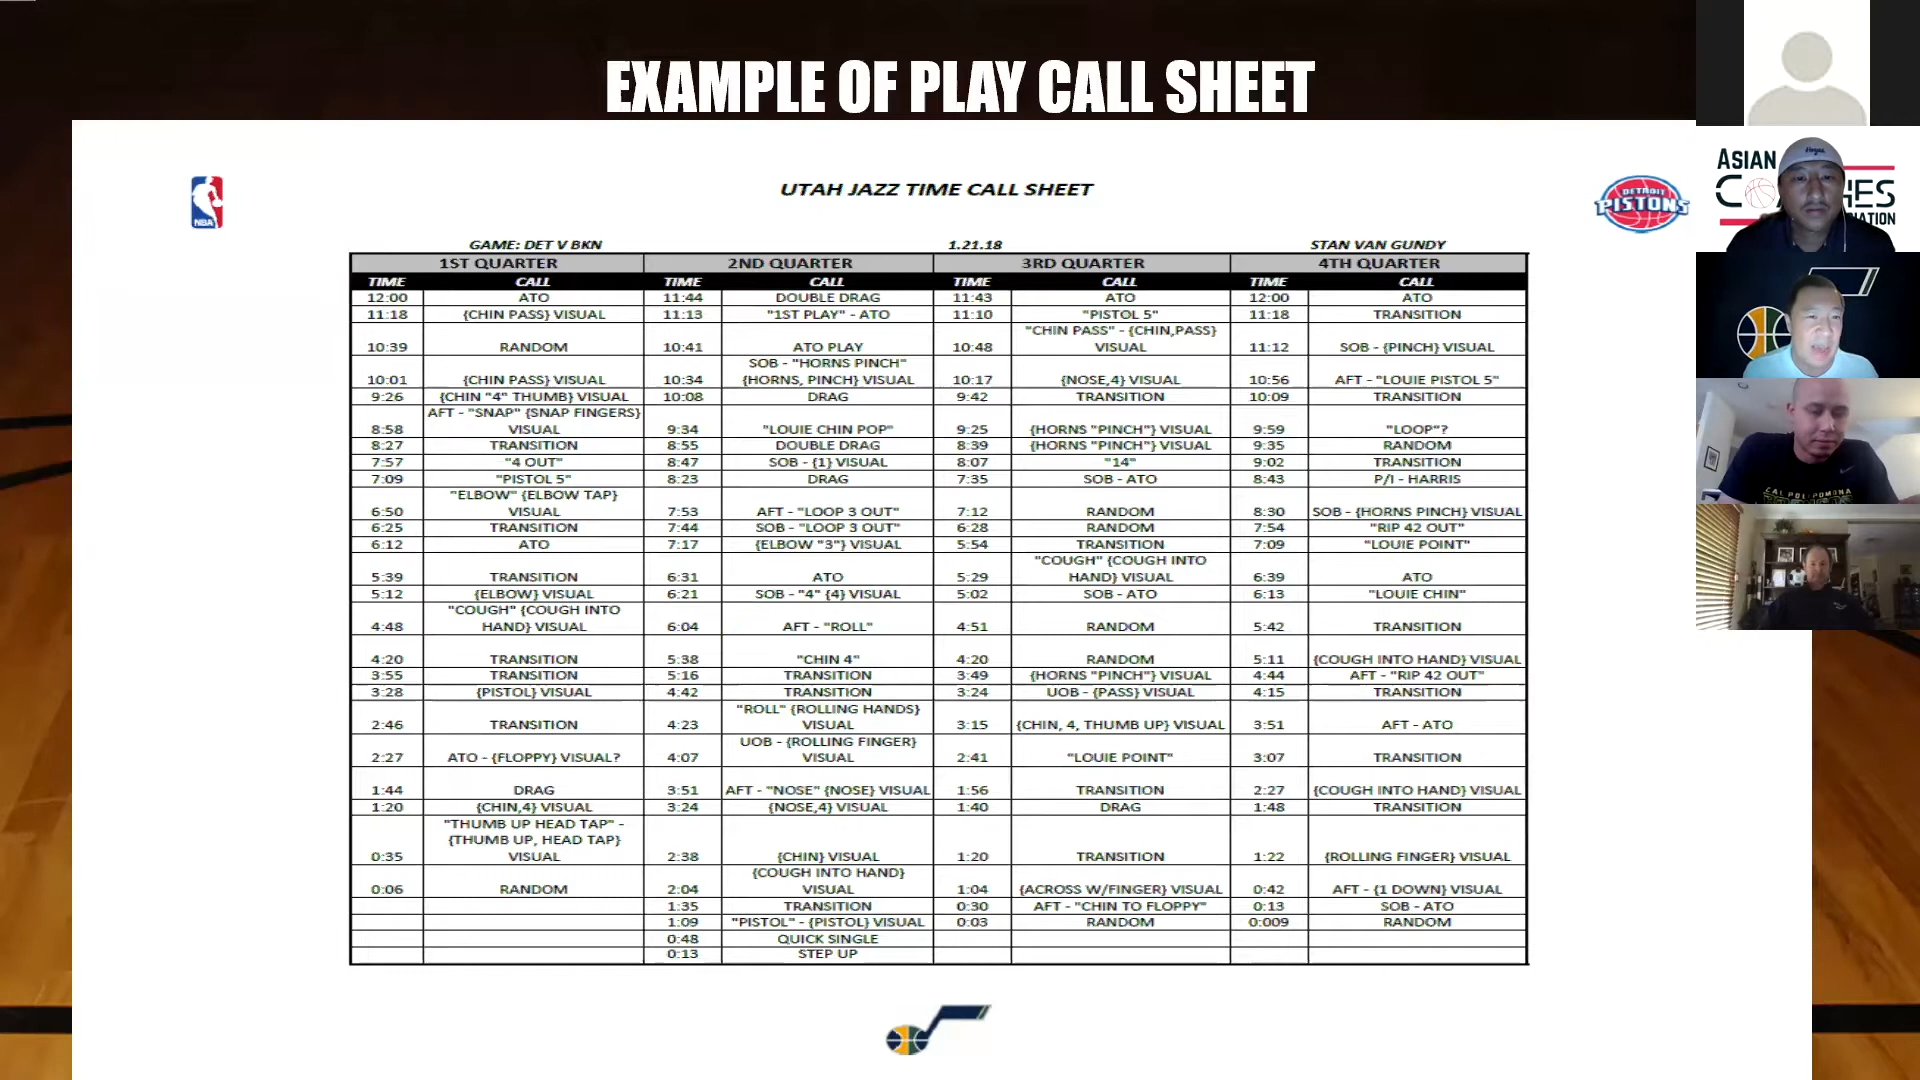 EXAMPLE OF PLAY CALL SHEET
UTAH JAZZ TIME CALL SHEET
NBA
DETROIT
PISTONS
ASIAN
GAME: DET V BKN 1.21.18 STAN VAN GUNDY
1ST QUARTER 2ND QUARTER 3RD QUARTER 4TH QUARTER
TIME CALL TIME CALL TIME CALL TIME CALL
12:00 ATO 11:44 DOUBLE DRAG 11:43 ATO 12:00 ATO
11:18 {CHIN PASS} VISUAL 11:13 "1ST PLAY" - ATO 11:10 "PISTOL 5" 11:18 TRANSITION
"CHIN PASS" - {CHIN,PASS}
10:39 RANDOM 10:41 ATO PLAY 10:48 VISUAL 11:12 SOB - {PINCH} VISUAL
SOB - "HORNS PINCH"
10:01 {CHIN PASS} VISUAL 10:34 {HORNS, PINCH} VISUAL 10:17 {NOSE,4} VISUAL 10:56 AFT - "LOUIE PISTOL 5"
9:26 {CHIN "4" THUMB} VISUAL 10:08 DRAG 9:42 TRANSITION 10:09 TRANSITION
AFT - "SNAP" {SNAP FINGERS}
8:58 VISUAL 9:34 "LOUIE CHIN POP" 9:25 {HORNS "PINCH"} VISUAL 9:59 "LOOP"?
8:27 TRANSITION 8:55 DOUBLE DRAG 8:39 {HORNS "PINCH"} VISUAL 9:35 RANDOM
7:57 "4 OUT" 8:47 SOB - {1} VISUAL 8:07 "14" 9:02 TRANSITION
7:09 "PISTOL 5" 8:23 DRAG 7:35 SOB - ATO 8:43 P/I - HARRIS
"ELBOW" {ELBOW TAP}
6:50 VISUAL 7:53 AFT - "LOOP 3 OUT" 7:12 RANDOM 8:30 SOB - {HORNS PINCH} VISUAL
6:25 TRANSITION 7:44 SOB - "LOOP 3 OUT" 6:28 RANDOM 7:54 "RIP 42 OUT"
6:12 ATO 7:17 {ELBOW "3"} VISUAL 5:54 TRANSITION 7:09 "LOUIE POINT"
"COUGH" {COUGH INTO
5:39 TRANSITION 6:31 ATO 5:29 HAND} VISUAL 6:39 ATO
5:12 {ELBOW} VISUAL 6:21 SOB - "4" {4} VISUAL 5:02 SOB - ATO 6:13 "LOUIE CHIN"
"COUGH" {COUGH INTO
4:48 HAND} VISUAL 6:04 AFT - "ROLL" 4:51 RANDOM 5:42 TRANSITION
4:20 TRANSITION 5:38 "CHIN 4" 4:20 RANDOM 5:11 {COUGH INTO HAND} VISUAL
3:55 TRANSITION 5:16 TRANSITION 3:49 {HORNS "PINCH"} VISUAL 4:44 AFT - "RIP 42 OUT"
3:28 {PISTOL} VISUAL 4:42 TRANSITION 3:24 UOB - {PASS} VISUAL 4:15 TRANSITION
"ROLL" {ROLLING HANDS}
2:46 TRANSITION 4:23 VISUAL 3:15 {CHIN, 4, THUMB UP} VISUAL 3:51 AFT - ATO
UOB - {ROLLING FINGER}
2:27 ATO - {FLOPPY} VISUAL? 4:07 VISUAL 2:41 "LOUIE POINT" 3:07 TRANSITION
1:44 DRAG 3:51 AFT - "NOSE" {NOSE} VISUAL 1:56 TRANSITION 2:27 {COUGH INTO HAND} VISUAL
1:20 {CHIN,4} VISUAL 3:24 {NOSE,4} VISUAL 1:40 DRAG 1:48 TRANSITION
"THUMB UP HEAD TAP" -
{THUMB UP, HEAD TAP}
0:35 VISUAL 2:38 {CHIN} VISUAL 1:20 TRANSITION 1:22 {ROLLING FINGER} VISUAL
{COUGH INTO HAND}
0:06 RANDOM 2:04 VISUAL 1:04 {ACROSS W/FINGER} VISUAL 0:42 AFT - {1 DOWN} VISUAL
1:35 TRANSITION 0:30 AFT - "CHIN TO FLOPPY" 0:13 SOB - ATO
1:09 "PISTOL" - {PISTOL} VISUAL 0:03 RANDOM 0:009 RANDOM
0:48 QUICK SINGLE
0:13 STEP UP
CAL POLY POMONA